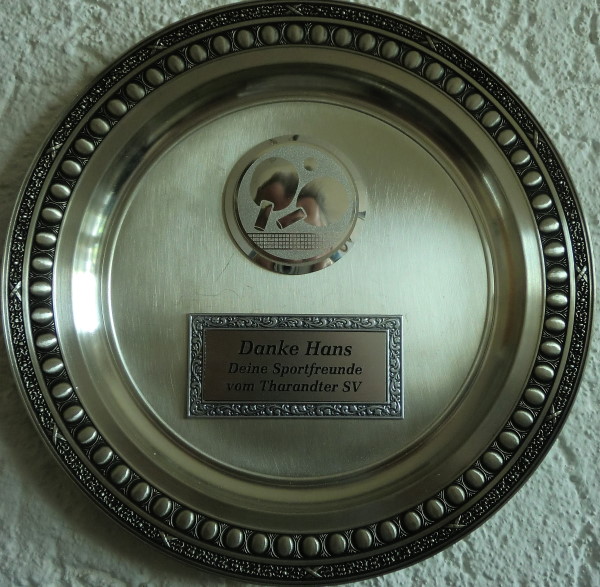 Danke Hans
Deine Sportfreunde
vom Tharandter SV